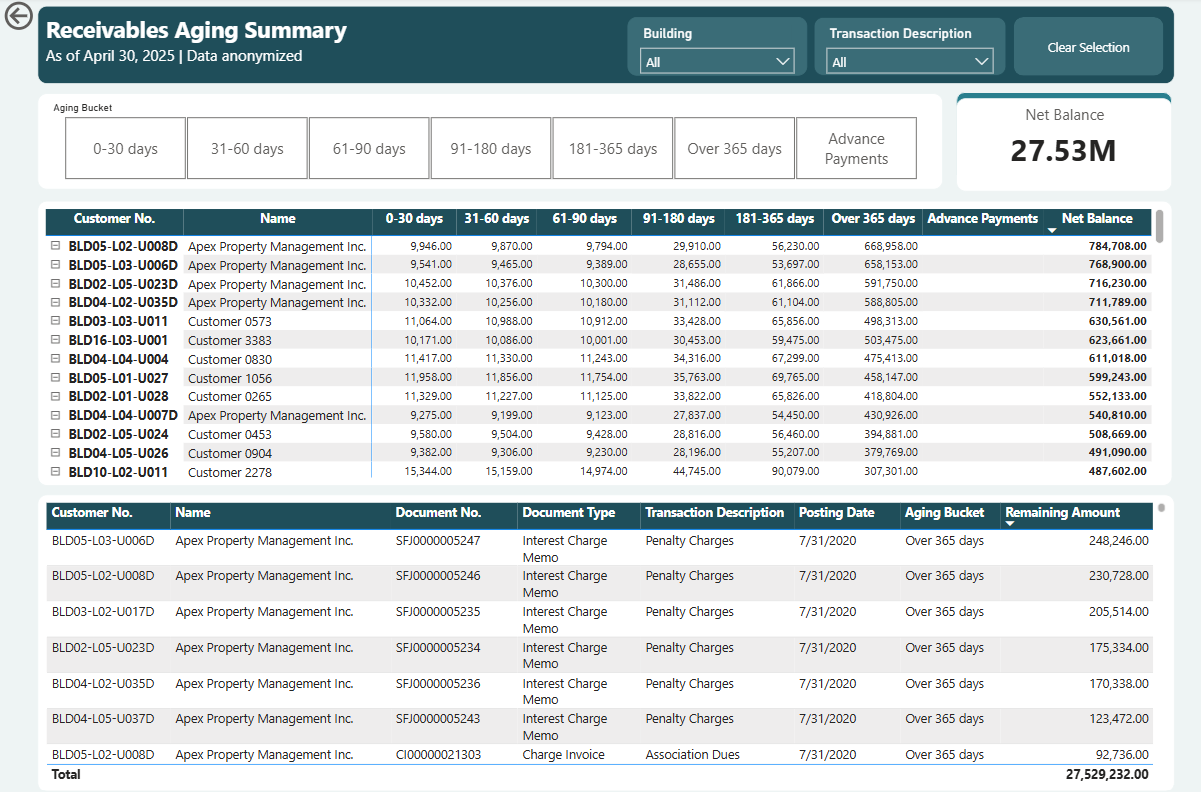 Receivables Aging Summary
As of April 30, 2025 | Data anonymized
Building
All
Transaction Description
All
Clear Selection
Aging Bucket
0-30 days
31-60 days
61-90 days
91-180 days
181-365 days
Over 365 days
Advance
Payments
Net Balance
27.53M
Customer No. Name 0-30 days 31-60 days 61-90 days 91-180 days 181-365 days Over 365 days Advance Payments Net Balance
BLD05-L02-U008D Apex Property Management Inc. 9,946.00 9,870.00 9,794.00 29,910.00 56,230.00 668,958.00 784,708.00
BLD05-L03-U006D Apex Property Management Inc. 9,541.00 9,465.00 9,389.00 28,655.00 53,697.00 658,153.00 768,900.00
BLD02-L05-U023D Apex Property Management Inc. 10,452.00 10,376.00 10,300.00 31,486.00 61,866.00 591,750.00 716,230.00
BLD04-L02-U035D Apex Property Management Inc. 10,332.00 10,256.00 10,180.00 31,112.00 61,104.00 588,805.00 711,789.00
BLD03-L03-U011 Customer 0573 11,064.00 10,988.00 10,912.00 33,428.00 65,856.00 498,313.00 630,561.00
BLD16-L03-U001 Customer 3383 10,171.00 10,086.00 10,001.00 30,453.00 59,475.00 503,475.00 623,661.00
BLD04-L04-U004 Customer 0830 11,417.00 11,330.00 11,243.00 34,316.00 67,299.00 475,413.00 611,018.00
BLD05-L01-U027 Customer 1056 11,958.00 11,856.00 11,754.00 35,763.00 69,765.00 458,147.00 599,243.00
BLD02-L01-U028 Customer 0265 11,329.00 11,227.00 11,125.00 33,822.00 65,826.00 418,804.00 552,133.00
BLD04-L04-U007D Apex Property Management Inc. 9,275.00 9,199.00 9,123.00 27,837.00 54,450.00 430,926.00 540,810.00
BLD02-L05-U024 Customer 0453 9,580.00 9,504.00 9,428.00 28,816.00 56,460.00 394,881.00 508,669.00
BLD04-L05-U026 Customer 0904 9,382.00 9,306.00 9,230.00 28,196.00 55,207.00 379,769.00 491,090.00
BLD10-L02-U011 Customer 2278 15,344.00 15,159.00 14,974.00 44,745.00 90,079.00 307,301.00 487,602.00
Customer No. Name Document No. Document Type Transaction Description Posting Date Aging Bucket Remaining Amount
BLD05-L03-U006D Apex Property Management Inc. SFJ0000005247 Interest Charge Penalty Charges 7/31/2020 Over 365 days 248,246.00
Memo
BLD05-L02-U008D Apex Property Management Inc. SFJ0000005246 Interest Charge Penalty Charges 7/31/2020 Over 365 days 230,728.00
Memo
BLD03-L02-U017D Apex Property Management Inc. SFJ0000005235 Interest Charge Penalty Charges 7/31/2020 Over 365 days 205,514.00
Memo
BLD02-L05-U023D Apex Property Management Inc. SFJ0000005234 Interest Charge Penalty Charges 7/31/2020 Over 365 days 175,334.00
Memo
BLD04-L02-U035D Apex Property Management Inc. SFJ0000005236 Interest Charge Penalty Charges 7/31/2020 Over 365 days 170,338.00
Memo
BLD04-L05-U037D Apex Property Management Inc. SFJ0000005243 Interest Charge Penalty Charges 7/31/2020 Over 365 days 123,472.00
Memo
BLD05-L02-U008D Apex Property Management Inc. CI00000021303 Charge Invoice Association Dues 7/31/2020 Over 365 days 92,736.00
Total 27,529,232.00